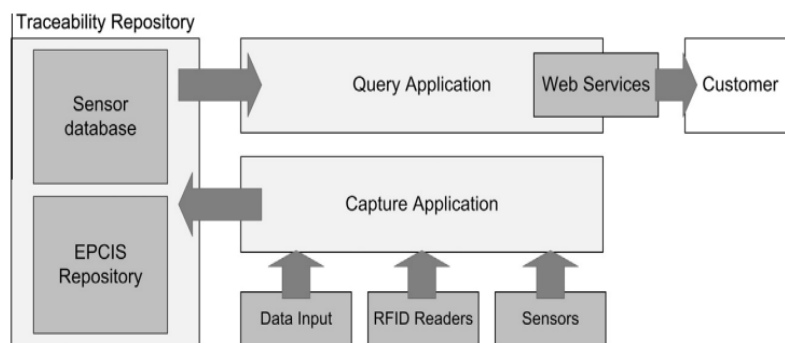 Traceability Repository
Sensor
database
EPCIS
Repository
Query Application
Web Services
Customer
Capture Application
Data Input
RFID Readers
Sensors